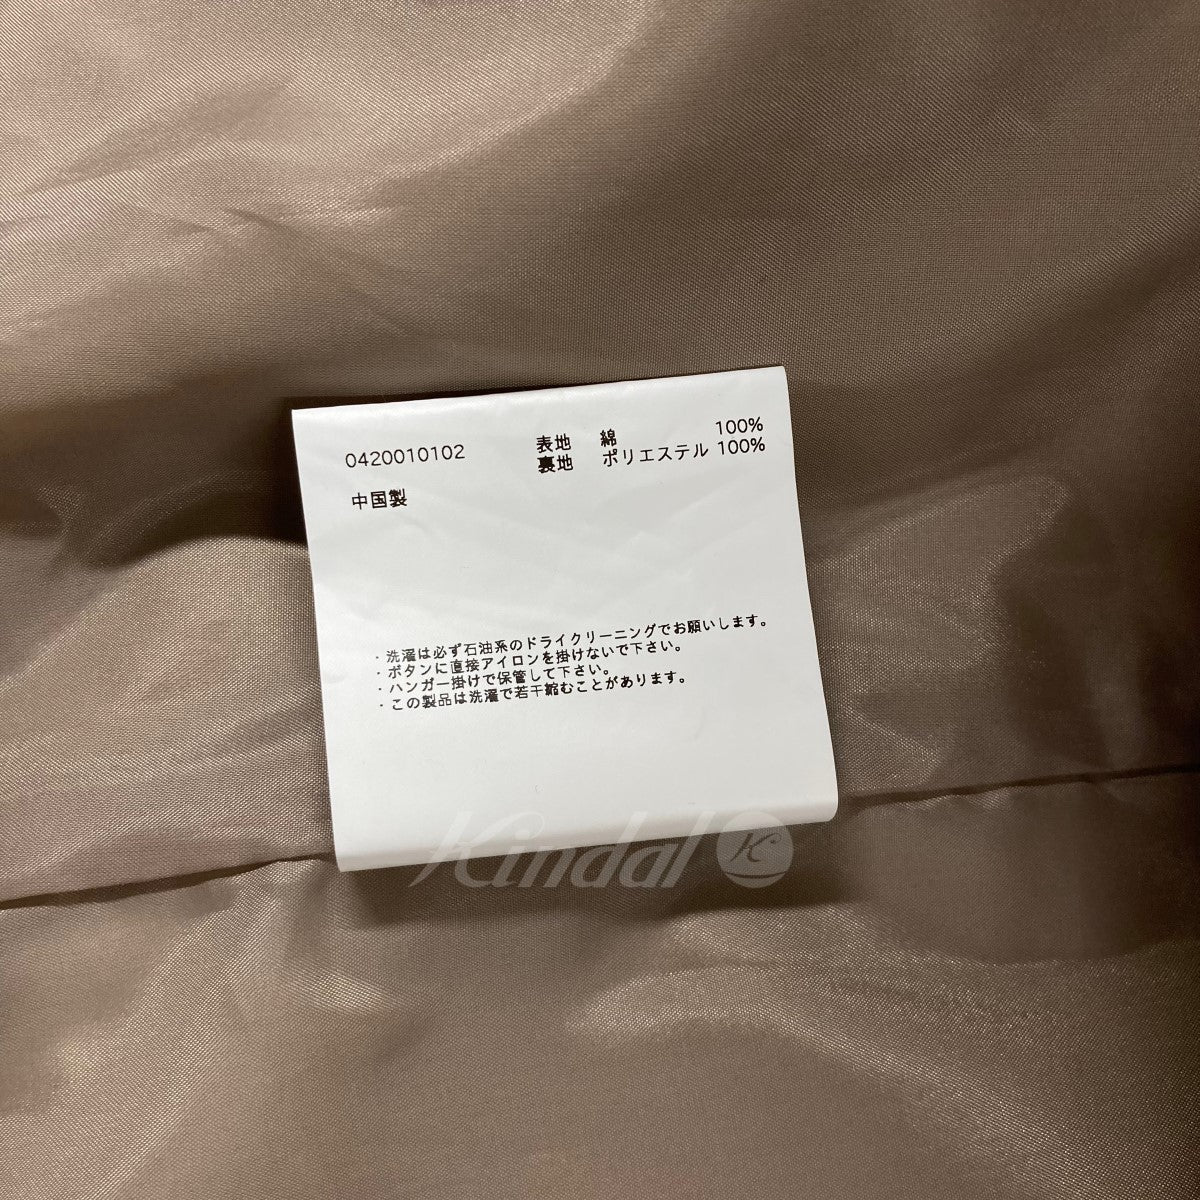 0420010102
表地 綿 100%
裏地 ポリエステル 100%
中国製
・洗濯は必ず石油系のドライクリーニングでお願いします。
・ボタンに直接アイロンを掛けないで下さい。
・ハンガー掛けで保管して下さい。
・この製品は洗濯で若干縮むことがあります。
Kindal K